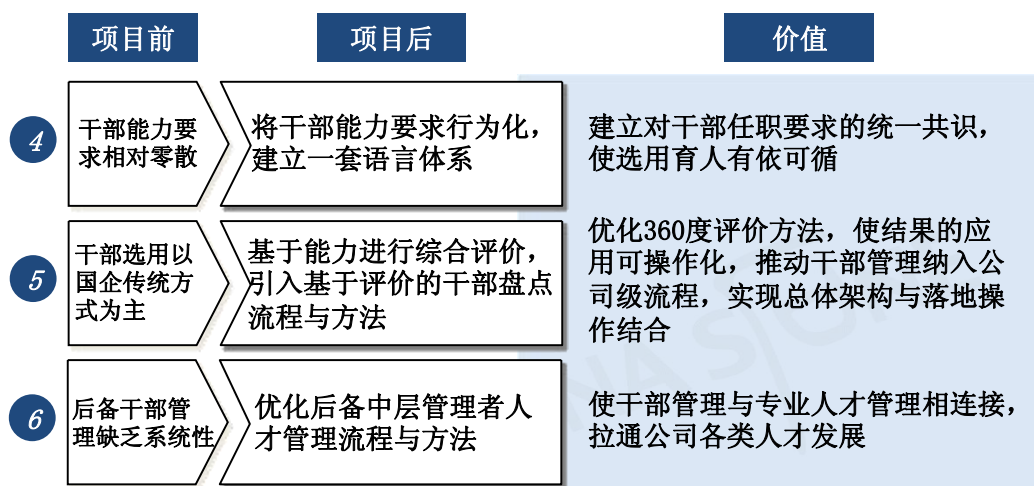 项目前
项目后
价值
4
干部能力要
求相对零散
将干部能力要求行为化，
建立一套语言体系
建立对干部任职要求的统一共识，
使选用育人有依可循
5
干部选用以
国企传统方
式为主
基于能力进行综合评价，
引入基于评价的干部盘点
流程与方法
优化360度评价方法，使结果的应
用可操作化，推动干部管理纳入公
司级流程，实现总体架构与落地操
作结合
6
后备干部管
理缺乏系统性
优化后备中层管理者人
才管理流程与方法
使干部管理与专业人才管理相连接，
拉通公司各类人才发展